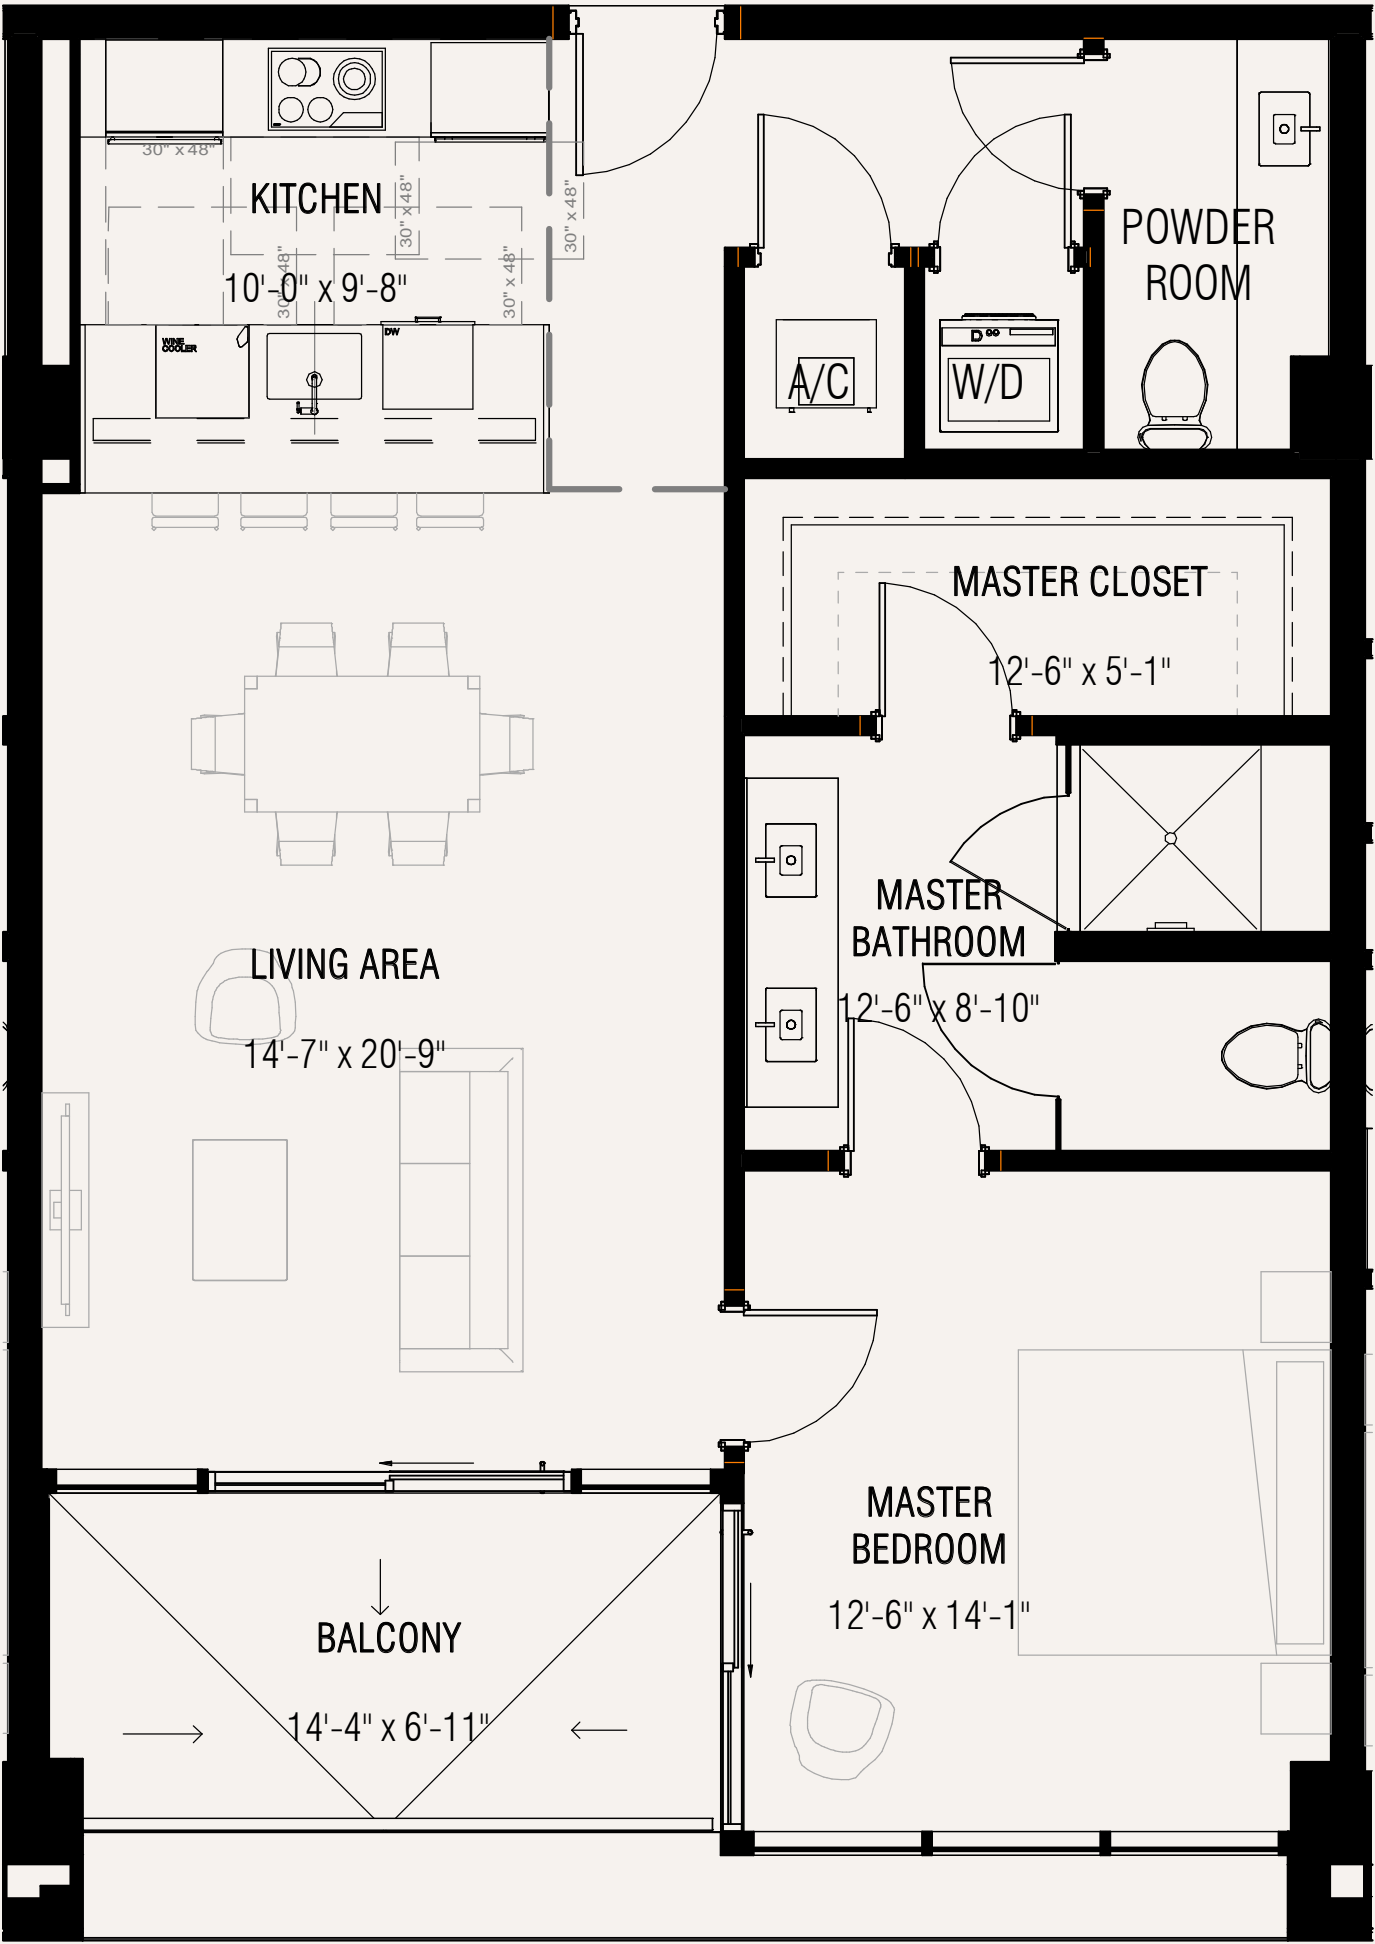 30" x 48"
KITCHEN
30" x 48"
30" x 48"
10'-0" x 9'-8"
30" x 48"
30" x 48"
WINE
COOLER
DW
POWDER
ROOM
A/C
D
W/D
MASTER CLOSET
12'-6" x 5'-1"
MASTER
BATHROOM
12'-6" x 8'-10"
LIVING AREA
14'-7" x 20'-9"
MASTER
BEDROOM
12'-6" x 14'-1"
BALCONY
14'-4" x 6'-11"